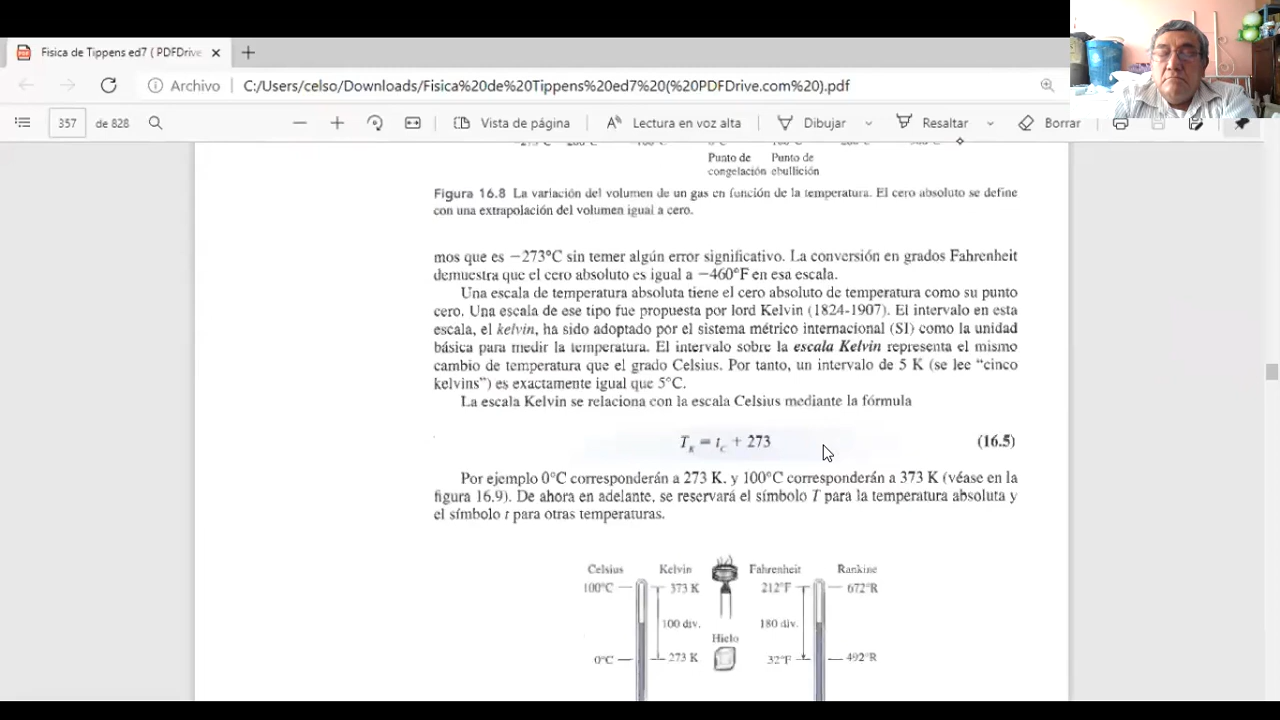 Fisica de Tippens ed7 ( PDFDrive
Archivo C:/Users/celso/Downloads/Fisica%20de%20Tippens%20ed7%20(%20PDFDrive.com%20).pdf
357 de 828 Vista de página Lectura en voz alta Dibujar Resaltar Borrar
Punto de Punto de
congelación ebullición
Figura 16.8 La variación del volumen de un gas en función de la temperatura. El cero absoluto se define
con una extrapolación del volumen igual a cero.
mos que es −273°C sin temer algún error significativo. La conversión en grados Fahrenheit
demuestra que el cero absoluto es igual a −460°F en esa escala.
Una escala de temperatura absoluta tiene el cero absoluto de temperatura como su punto
cero. Una escala de ese tipo fue propuesta por lord Kelvin (1824-1907). El intervalo en esta
escala, el kelvin, ha sido adoptado por el sistema métrico internacional (SI) como la unidad
básica para medir la temperatura. El intervalo sobre la escala Kelvin representa el mismo
cambio de temperatura que el grado Celsius. Por tanto, un intervalo de 5 K (se lee “cinco
kelvins”) es exactamente igual que 5°C.
La escala Kelvin se relaciona con la escala Celsius mediante la fórmula
T_K = t_C + 273 (16.5)
Por ejemplo 0°C corresponderán a 273 K, y 100°C corresponderán a 373 K (véase en la
figura 16.9). De ahora en adelante, se reservará el símbolo T para la temperatura absoluta y
el símbolo t para otras temperaturas.
Celsius Kelvin Fahrenheit Rankine
100°C 373 K 212°F 672°R
100 div. 180 div.
Hielo
0°C 273 K 32°F 492°R